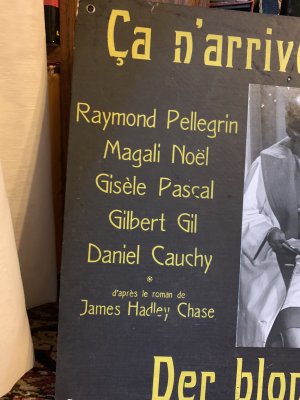 Ça n'arriv
Raymond Pellegrin
Magali Noël
Gisèle Pascal
Gilbert Gil
Daniel Cauchy
*
d'après le roman de
James Hadley Chase
Der blon